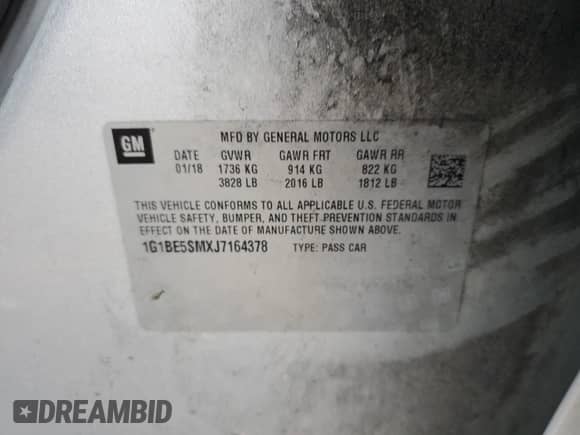 GM
MFD BY GENERAL MOTORS LLC
DATE GVWR GAWR FRT GAWR RR
01/18 1736 KG 914 KG 822 KG
3828 LB 2016 LB 1812 LB
THIS VEHICLE CONFORMS TO ALL APPLICABLE U.S. FEDERAL MOTOR
VEHICLE SAFETY, BUMPER, AND THEFT PREVENTION STANDARDS IN
EFFECT ON THE DATE OF MANUFACTURE SHOWN ABOVE.
1G1BE5SMXJ7164378 TYPE: PASS CAR
DREAMBID